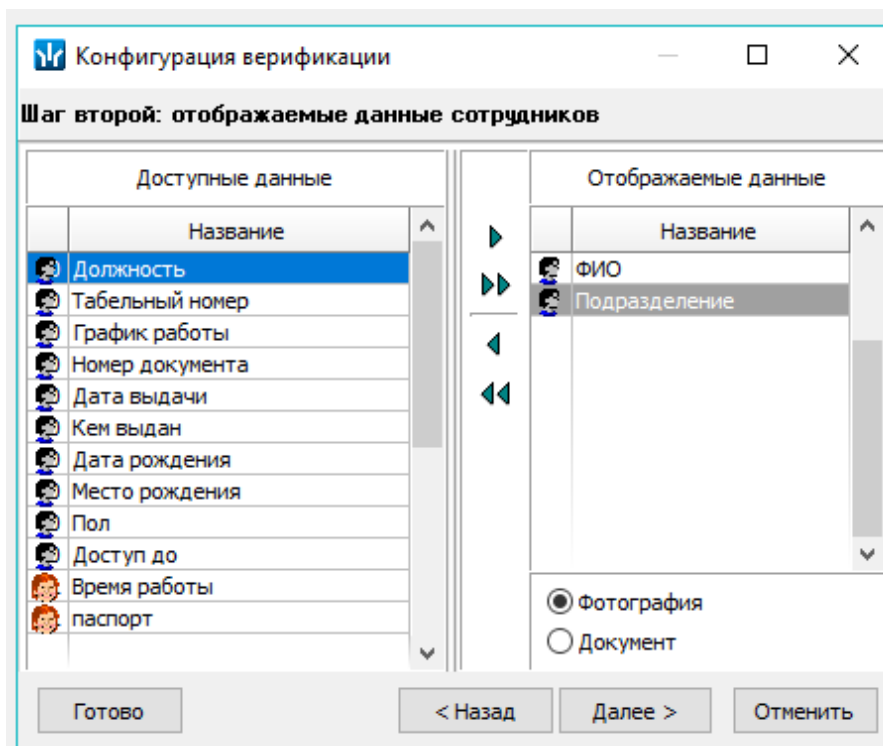 Конфигурация верификации
Шаг второй: отображаемые данные сотрудников
Доступные данные
Название
Должность
Табельный номер
График работы
Номер документа
Дата выдачи
Кем выдан
Дата рождения
Место рождения
Пол
Доступ до
Время работы
паспорт
Отображаемые данные
Название
ФИО
Подразделение
Фотография
Документ
Готово
< Назад
Далее >
Отменить